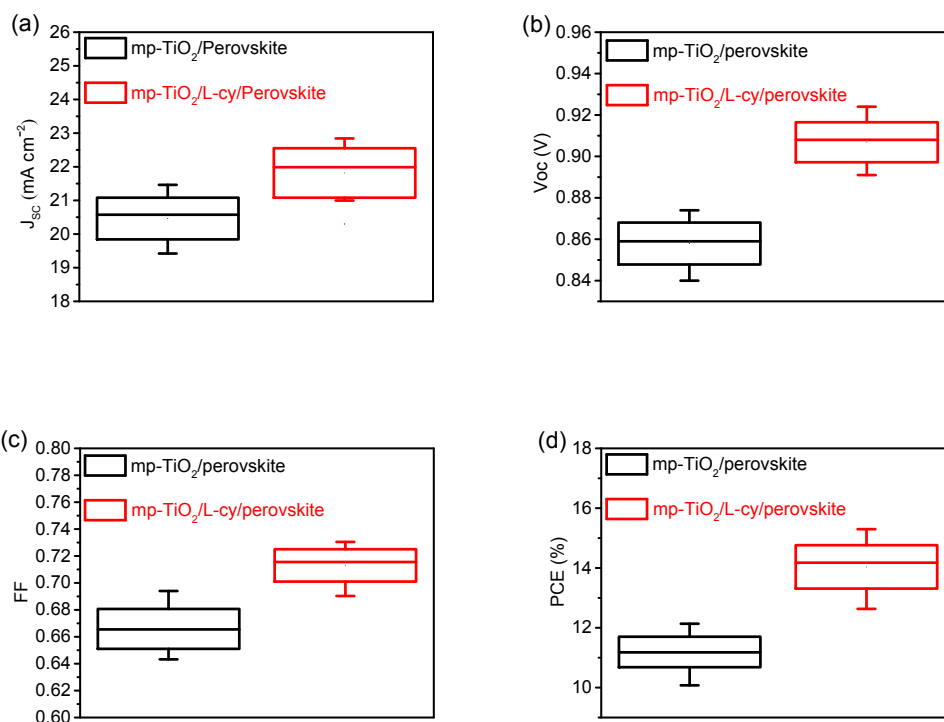 (a)
26
25
24
23
22
21
20
19
18
J_SC (mA cm⁻²)
mp-TiO₂/Perovskite
mp-TiO₂/L-cy/Perovskite
(b)
0.96
0.94
0.92
0.90
0.88
0.86
0.84
Voc (V)
mp-TiO₂/perovskite
mp-TiO₂/L-cy/perovskite
(c)
0.80
0.78
0.76
0.74
0.72
0.70
0.68
0.66
0.64
0.62
0.60
FF
mp-TiO₂/perovskite
mp-TiO₂/L-cy/perovskite
(d)
18
16
14
12
10
PCE (%)
mp-TiO₂/perovskite
mp-TiO₂/L-cy/perovskite